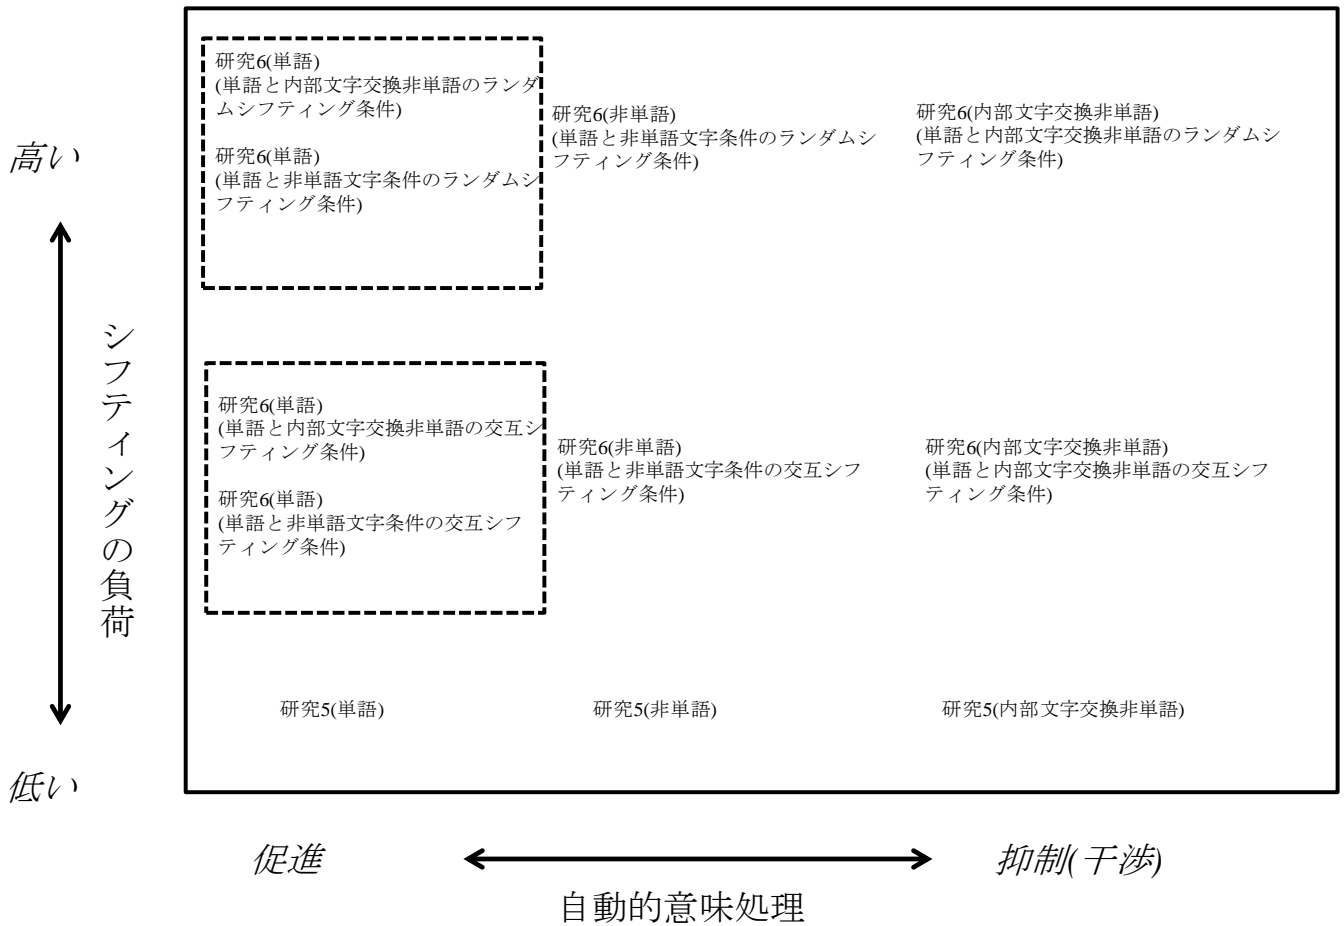 研究6(単語)
(単語と内部文字交換非単語のランダ
ムシフティング条件)
研究6(単語)
(単語と非単語文字条件のランダムシ
フティング条件)
研究6(非単語)
(単語と非単語文字条件のランダムシ
フティング条件)
研究6(内部文字交換非単語)
(単語と内部文字交換非単語のランダムシ
フティング条件)
高い
シフティングの負荷
低い
研究6(単語)
(単語と内部文字交換非単語の交互シ
フティング条件)
研究6(単語)
(単語と非単語文字条件の交互シフ
ティング条件)
研究6(非単語)
(単語と非単語文字条件の交互シフ
ティング条件)
研究6(内部文字交換非単語)
(単語と内部文字交換非単語の交互シフ
ティング条件)
研究5(単語)
研究5(非単語)
研究5(内部文字交換非単語)
促進
抑制(干渉)
自動的意味処理